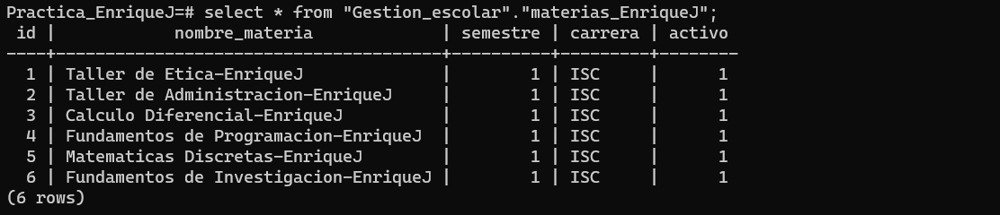 Practica_EnriqueJ=# select * from "Gestion_escolar"."materias_EnriqueJ";
 id |            nombre_materia             | semestre | carrera | activo
----+---------------------------------------+----------+---------+--------
  1 | Taller de Etica-EnriqueJ              |        1 | ISC     |      1
  2 | Taller de Administracion-EnriqueJ     |        1 | ISC     |      1
  3 | Calculo Diferencial-EnriqueJ          |        1 | ISC     |      1
  4 | Fundamentos de Programacion-EnriqueJ  |        1 | ISC     |      1
  5 | Matematicas Discretas-EnriqueJ        |        1 | ISC     |      1
  6 | Fundamentos de Investigacion-EnriqueJ |        1 | ISC     |      1
(6 rows)